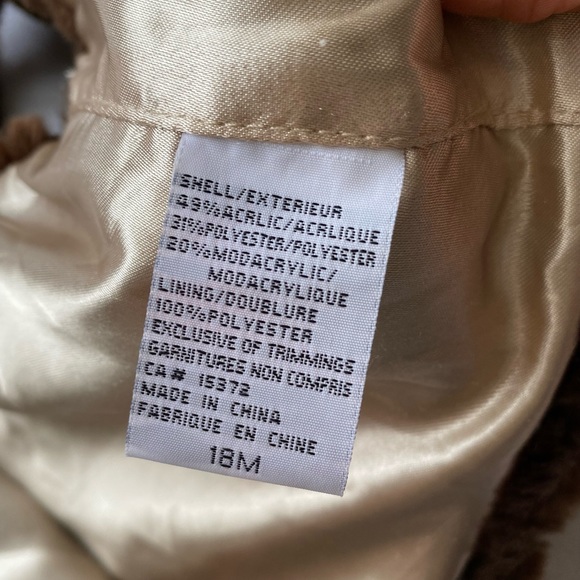 SHELL/EXTERIEUR
49%ACRLIC/ACRLIQUE
31%POLYESTER/POLYESTER
20%MODACRYLIC/
MODACRYLIQUE
LINING/DOUBLURE
100%POLYESTER
EXCLUSIVE OF TRIMMINGS
GARNITURES NON COMPRIS
CA# 15372
MADE IN CHINA
FABRIQUE EN CHINE
18M